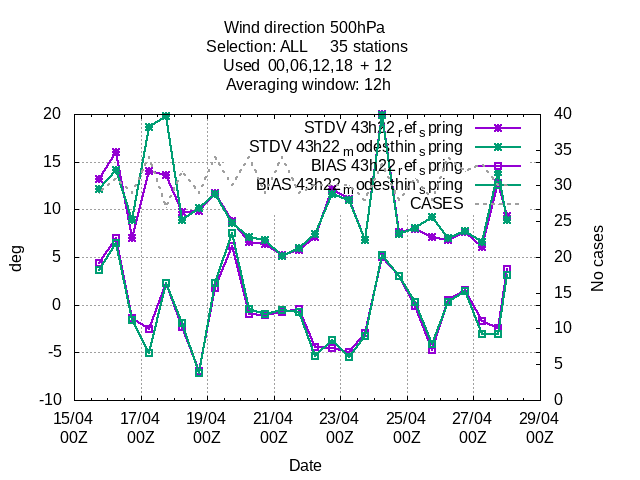 Wind direction 500hPa
Selection: ALL 35 stations
Used 00,06,12,18 + 12
Averaging window: 12h
STDV 43h22_ref_spring
STDV 43h22_modesthin_spring
BIAS 43h22_ref_spring
BIAS 43h22_modesthin_spring
CASES
deg
No cases
20
15
10
5
0
-5
-10
40
35
30
25
20
15
10
5
0
15/04 17/04 19/04 21/04 23/04 25/04 27/04 29/04
00Z 00Z 00Z 00Z 00Z 00Z 00Z 00Z
Date